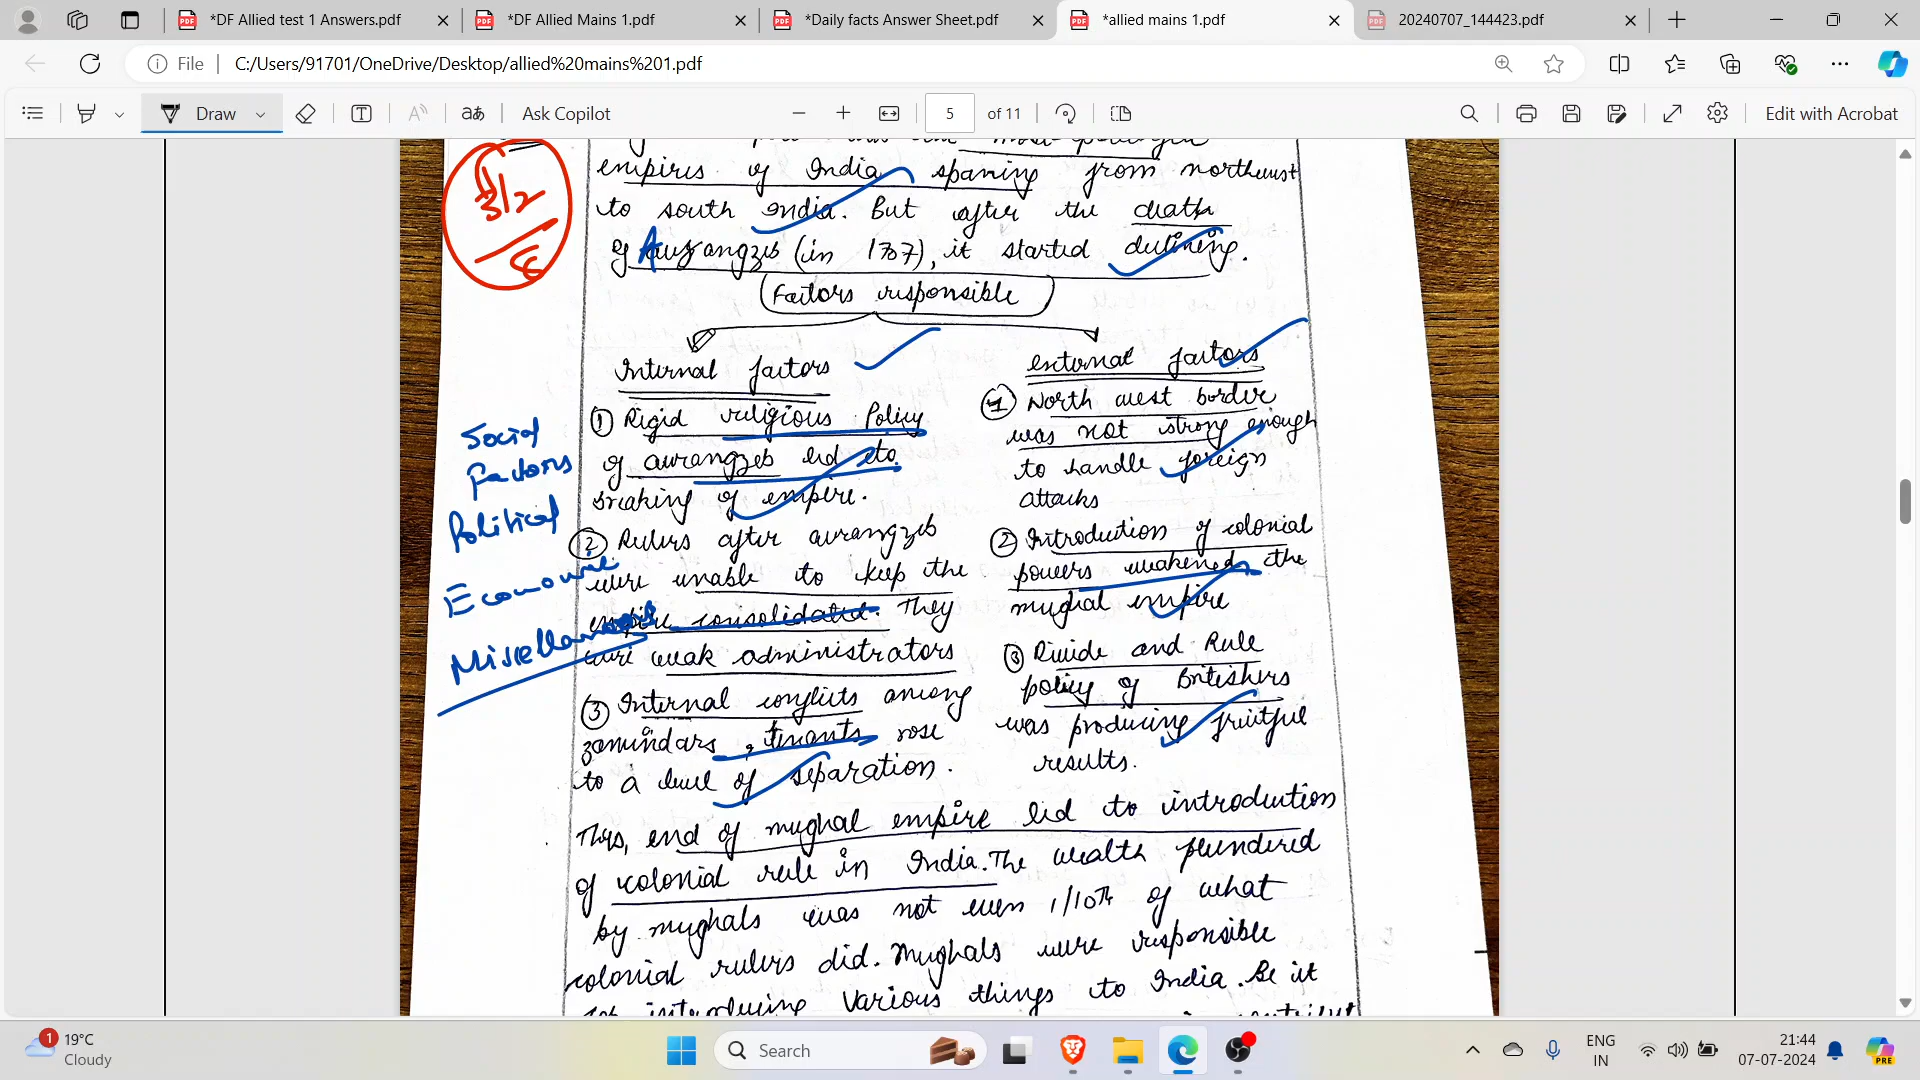 *DF Allied test 1 Answers.pdf
*DF Allied Mains 1.pdf
*Daily facts Answer Sheet.pdf
*allied mains 1.pdf
20240707_144423.pdf
File
C:/Users/91701/OneDrive/Desktop/allied%20mains%201.pdf
Draw
Ask Copilot
5 of 11
Edit with Acrobat
empires of India spaning from northwest
to south India. But after the death
of Aurangzeb (in 1707), it started declining.
Factors responsible
Internal factors
① Rigid religious Policy
of aurangzeb led to
breaking of empire.
② Rulers after aurangzeb
were unable to keep the
empire consolidated. They
were weak administrators
③ Internal conflicts among
zamindars, tenants rose
to a level of separation.
external factors
① North west border
was not strong enough
to handle foreign
attacks
② Introduction of colonial
powers weakened the
mughal empire
③ Divide and Rule
policy of Britishers
was producing fruitful
results.
Social
Factors
Political
Economic
Miscellaneous
Thus, end of mughal empire led to introduction
of colonial rule in India. The wealth plundered
by mughals was not even 1/10th of what
colonial rulers did. Mughals were responsible
introducing various things to India. Be it
1
19°C
Cloudy
Search
ENG
IN
21:44
07-07-2024
PRE